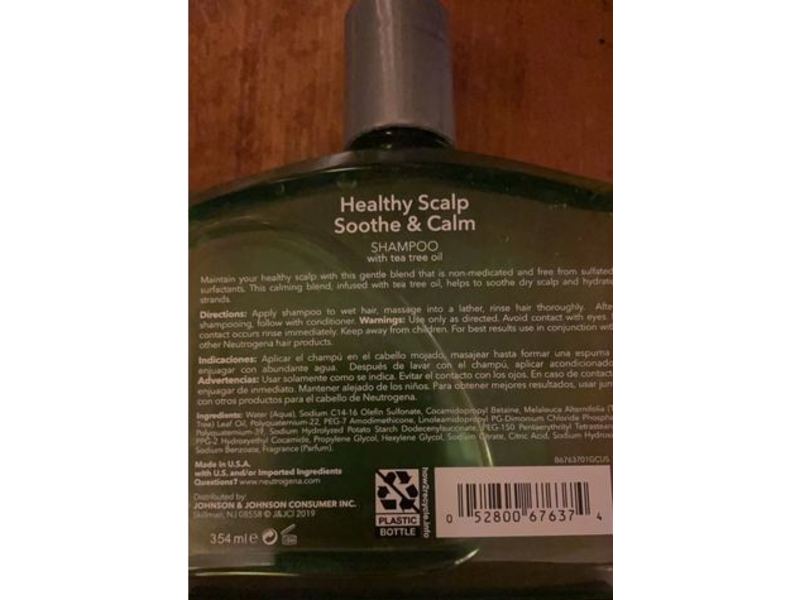 Healthy Scalp
Soothe & Calm
SHAMPOO
with tea tree oil
Maintain your healthy scalp with this gentle blend that is non-medicated and free from sulfated
surfactants. This calming blend, infused with tea tree oil, helps to soothe dry scalp and
strands.
Directions: Apply shampoo to wet hair, massage into a lather, rinse hair thoroughly.
shampooing, follow with conditioner. Warnings: Use only as directed. Avoid contact with eyes.
contact occurs rinse immediately. Keep away from children. For best results use in conjunction
other Neutrogena hair products.
Indicaciones: Aplicar el champú en el cabello mojado, masajear hasta formar una espuma
enjuagar con abundante agua. Después de lavar con el champú, aplicar
Advertencias: Usar solamente como se indica. Evitar el contacto con los ojos. En caso de
enjuagar de inmediato. Mantener alejado de los niños. Para obtener mejores resultados, usar
con otros productos para el cabello de Neutrogena.
Ingredients: Water (Aqua), Sodium C14-16 Olefin Sulfonate, Cocamidopropyl Betaine, Melaleuca Alternifolia
Tree) Leaf Oil, Polyquaternium-22, PEG-7 Amodimethicone, Linoleamidopropyl PG-Dimonium Chloride
Polyquaternium-39, Sodium Hydrolyzed Potato Starch Dodecenylsuccinate, PEG-150 Pentaerythrityl
PPG-2 Hydroxyethyl Cocamide, Propylene Glycol, Hexylene Glycol, Sodium Citrate, Citric Acid, Sodium
Sodium Benzoate, Fragrance (Parfum).
B6763701GCUS
Made in U.S.A.
with U.S. and/or Imported Ingredients
Questions? www.neutrogena.com
Distributed by:
JOHNSON & JOHNSON CONSUMER INC.
Skillman, NJ 08558 © J&JCI 2019
354 ml e
PLASTIC
BOTTLE
how2recycle.info
0 52800 67637 4